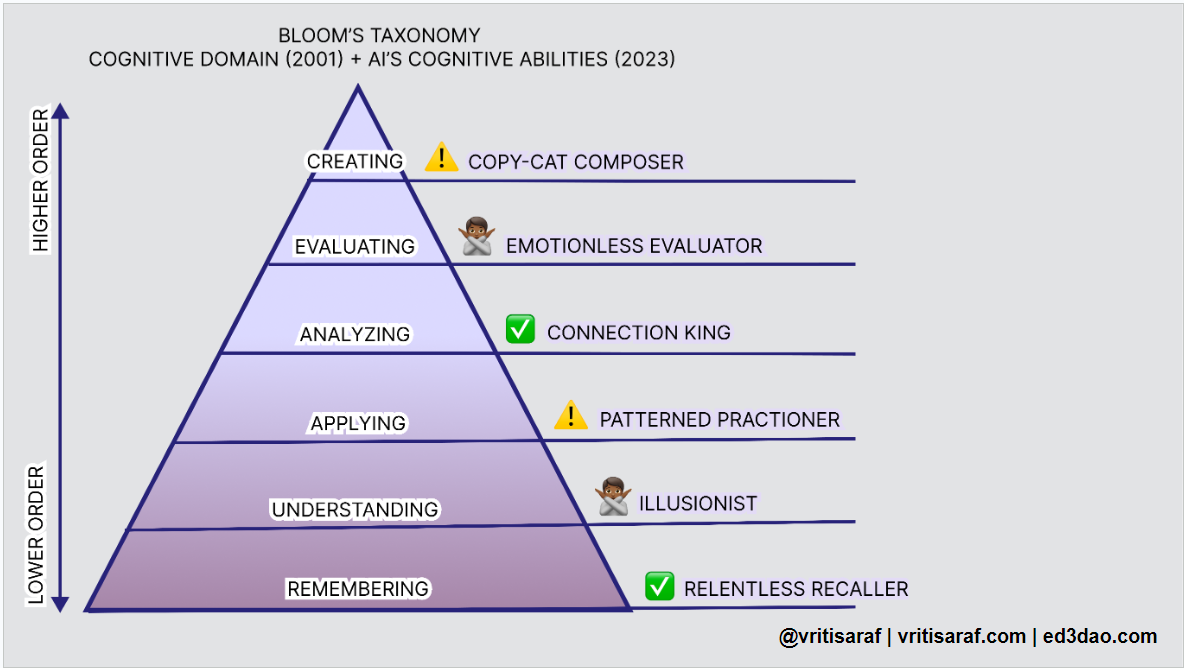 BLOOM'S TAXONOMY
COGNITIVE DOMAIN (2001) + AI'S COGNITIVE ABILITIES (2023)
HIGHER ORDER
CREATING
COPY-CAT COMPOSER
EVALUATING
EMOTIONLESS EVALUATOR
ANALYZING
CONNECTION KING
APPLYING
PATTERNED PRACTIONER
LOWER ORDER
UNDERSTANDING
ILLUSIONIST
REMEMBERING
RELENTLESS RECALLER
@vritisaraf | vritisaraf.com | ed3dao.com